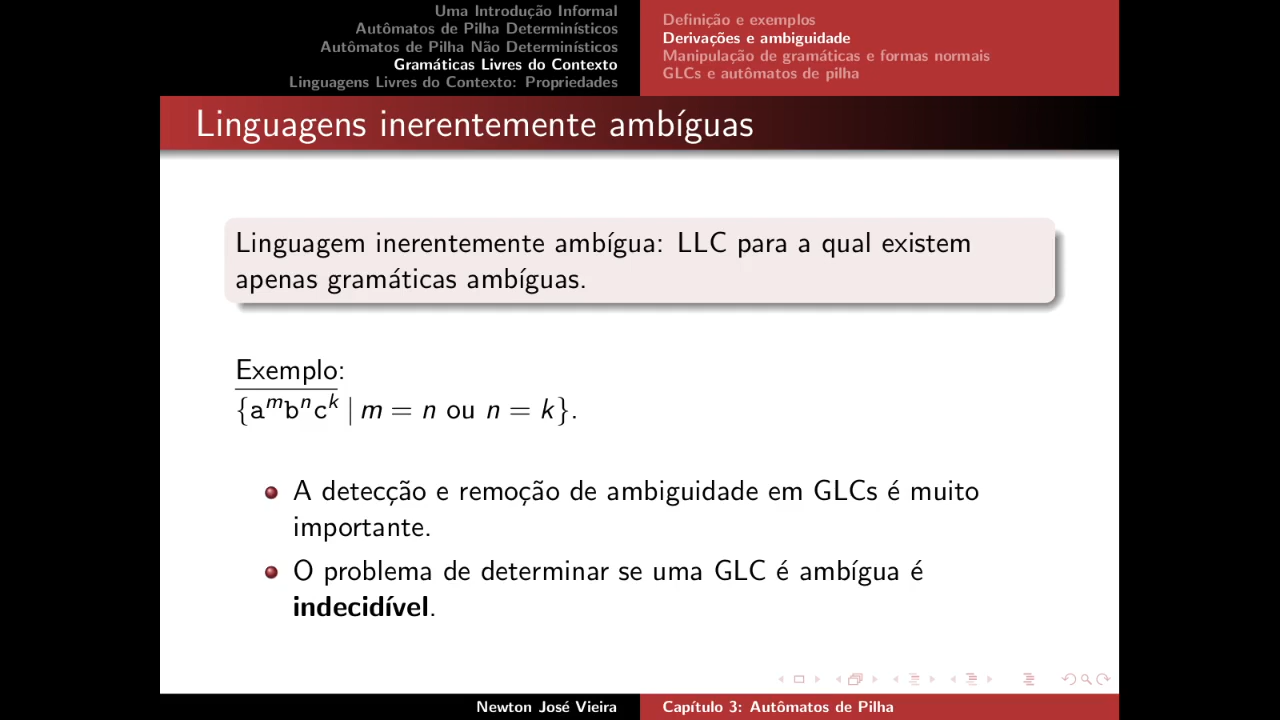 Uma Introdução Informal
Autômatos de Pilha Determinísticos
Autômatos de Pilha Não Determinísticos
Gramáticas Livres do Contexto
Linguagens Livres do Contexto: Propriedades
Definição e exemplos
Derivações e ambiguidade
Manipulação de gramáticas e formas normais
GLCs e autômatos de pilha
Linguagens inerentemente ambíguas
Linguagem inerentemente ambígua: LLC para a qual existem
apenas gramáticas ambíguas.
Exemplo:
{aᵐbⁿcᵏ | m = n ou n = k}.
A detecção e remoção de ambiguidade em GLCs é muito
importante.
O problema de determinar se uma GLC é ambígua é
indecidível.
Newton José Vieira
Capítulo 3: Autômatos de Pilha